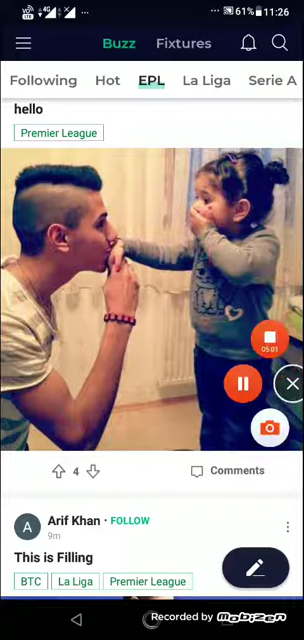 4G 61% 11:26
Buzz Fixtures
Following Hot EPL La Liga Serie A
hello
Premier League
05:01
4 Comments
A Arif Khan · FOLLOW
9m
This is Filling
BTC La Liga Premier League
Recorded by MOBIZEN